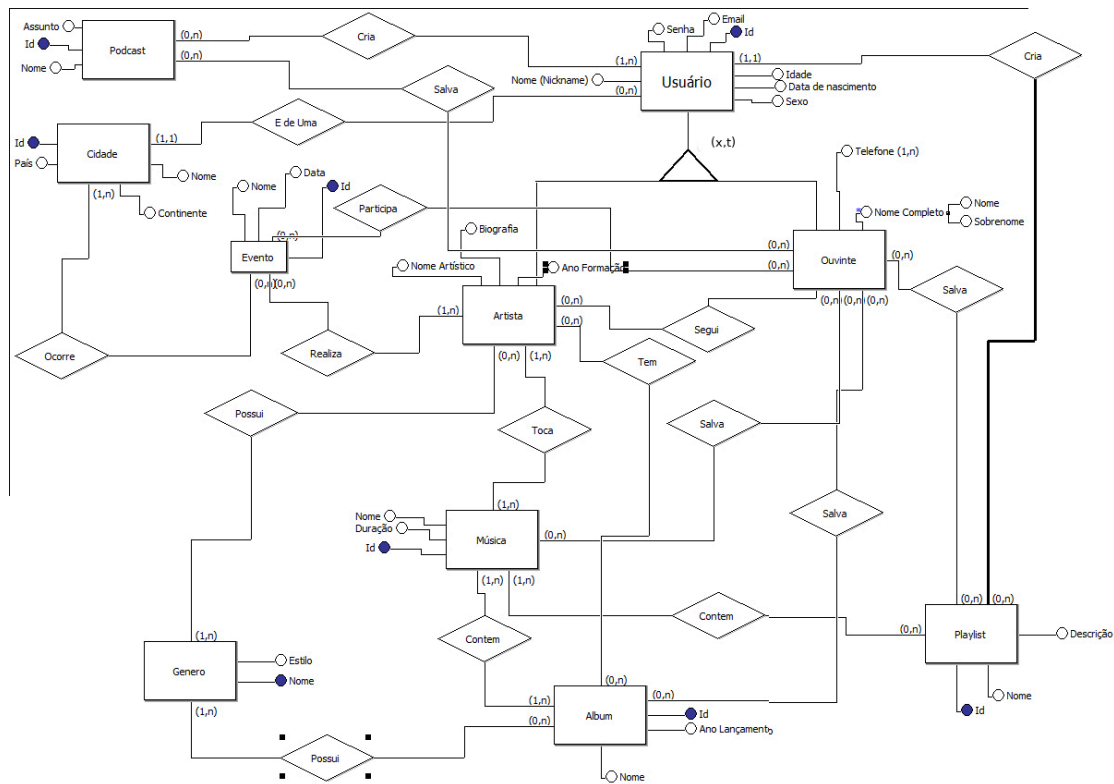 Assunto
Id
Nome
Podcast
(0,n)
(0,n)
Cria
Salva
(1,n)
(0,n)
Senha
Email
Id
Nome (Nickname)
Usuário
(1,1)
Idade
Data de nascimento
Sexo
Cria
E de Uma
(1,1)
Id
País
Cidade
Nome
Continente
(1,n)
(x,t)
Telefone (1,n)
Nome Completo
Nome
Sobrenome
Nome
Data
Id
Participa
Evento
(0,n)
(0,n)
(0,n)
Biografia
Nome Artístico
Ano Formação
(0,n)
(0,n)
Ouvinte
(0,n)
(0,n)
(0,n)
(0,n)
Salva
Artista
(1,n)
(0,n)
(0,n)
(0,n)
(1,n)
Segui
Tem
Ocorre
Realiza
Possui
Toca
Salva
Salva
(1,n)
Nome
Duração
Id
Música
(0,n)
(1,n)
(1,n)
Contem
Contem
(0,n)
(0,n)
(0,n)
Playlist
Descrição
Nome
Id
(1,n)
Genero
Estilo
Nome
(1,n)
Possui
(0,n)
(1,n)
(0,n)
(0,n)
Album
Id
Ano Lançamento
Nome